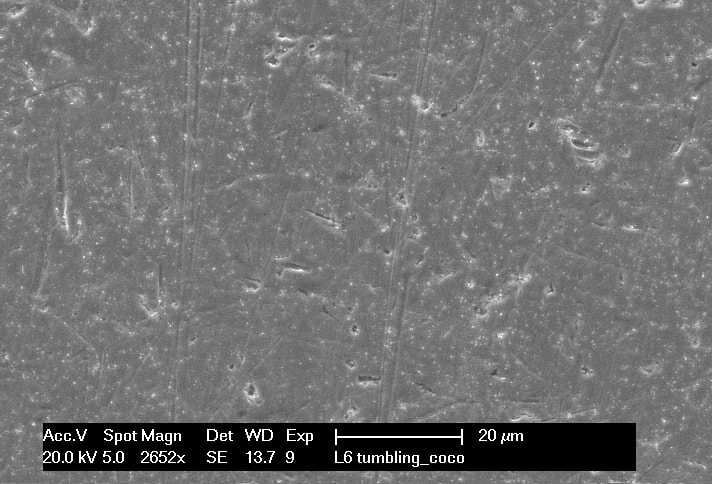 Acc.V Spot Magn Det WD Exp 20 µm
20.0 kV 5.0 2652x SE 13.7 9 L6 tumbling_coco